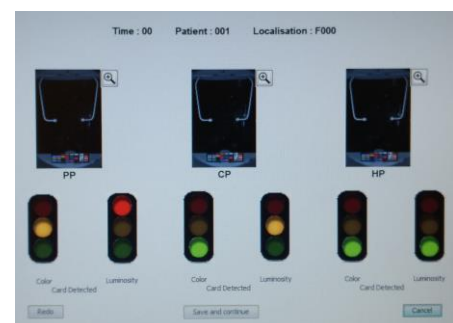 Time : 00 Patient : 001 Localisation : F000
PP CP HP
Color Luminosity Color Luminosity Color Luminosity
Card Detected Card Detected Card Detected
Redo Save and continue Cancel